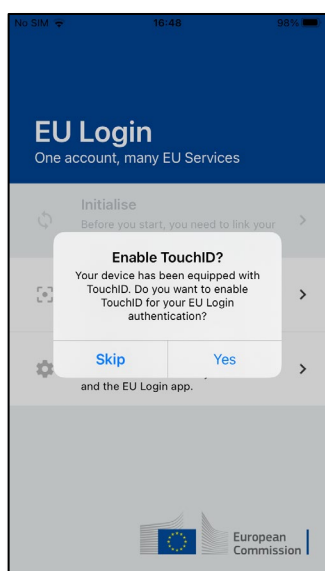 No SIM 16:48 98%
EU Login
One account, many EU Services
Initialise
Before you start, you need to link your
Enable TouchID?
Your device has been equipped with
TouchID. Do you want to enable
TouchID for your EU Login
authentication?
Skip Yes
and the EU Login app.
European
Commission